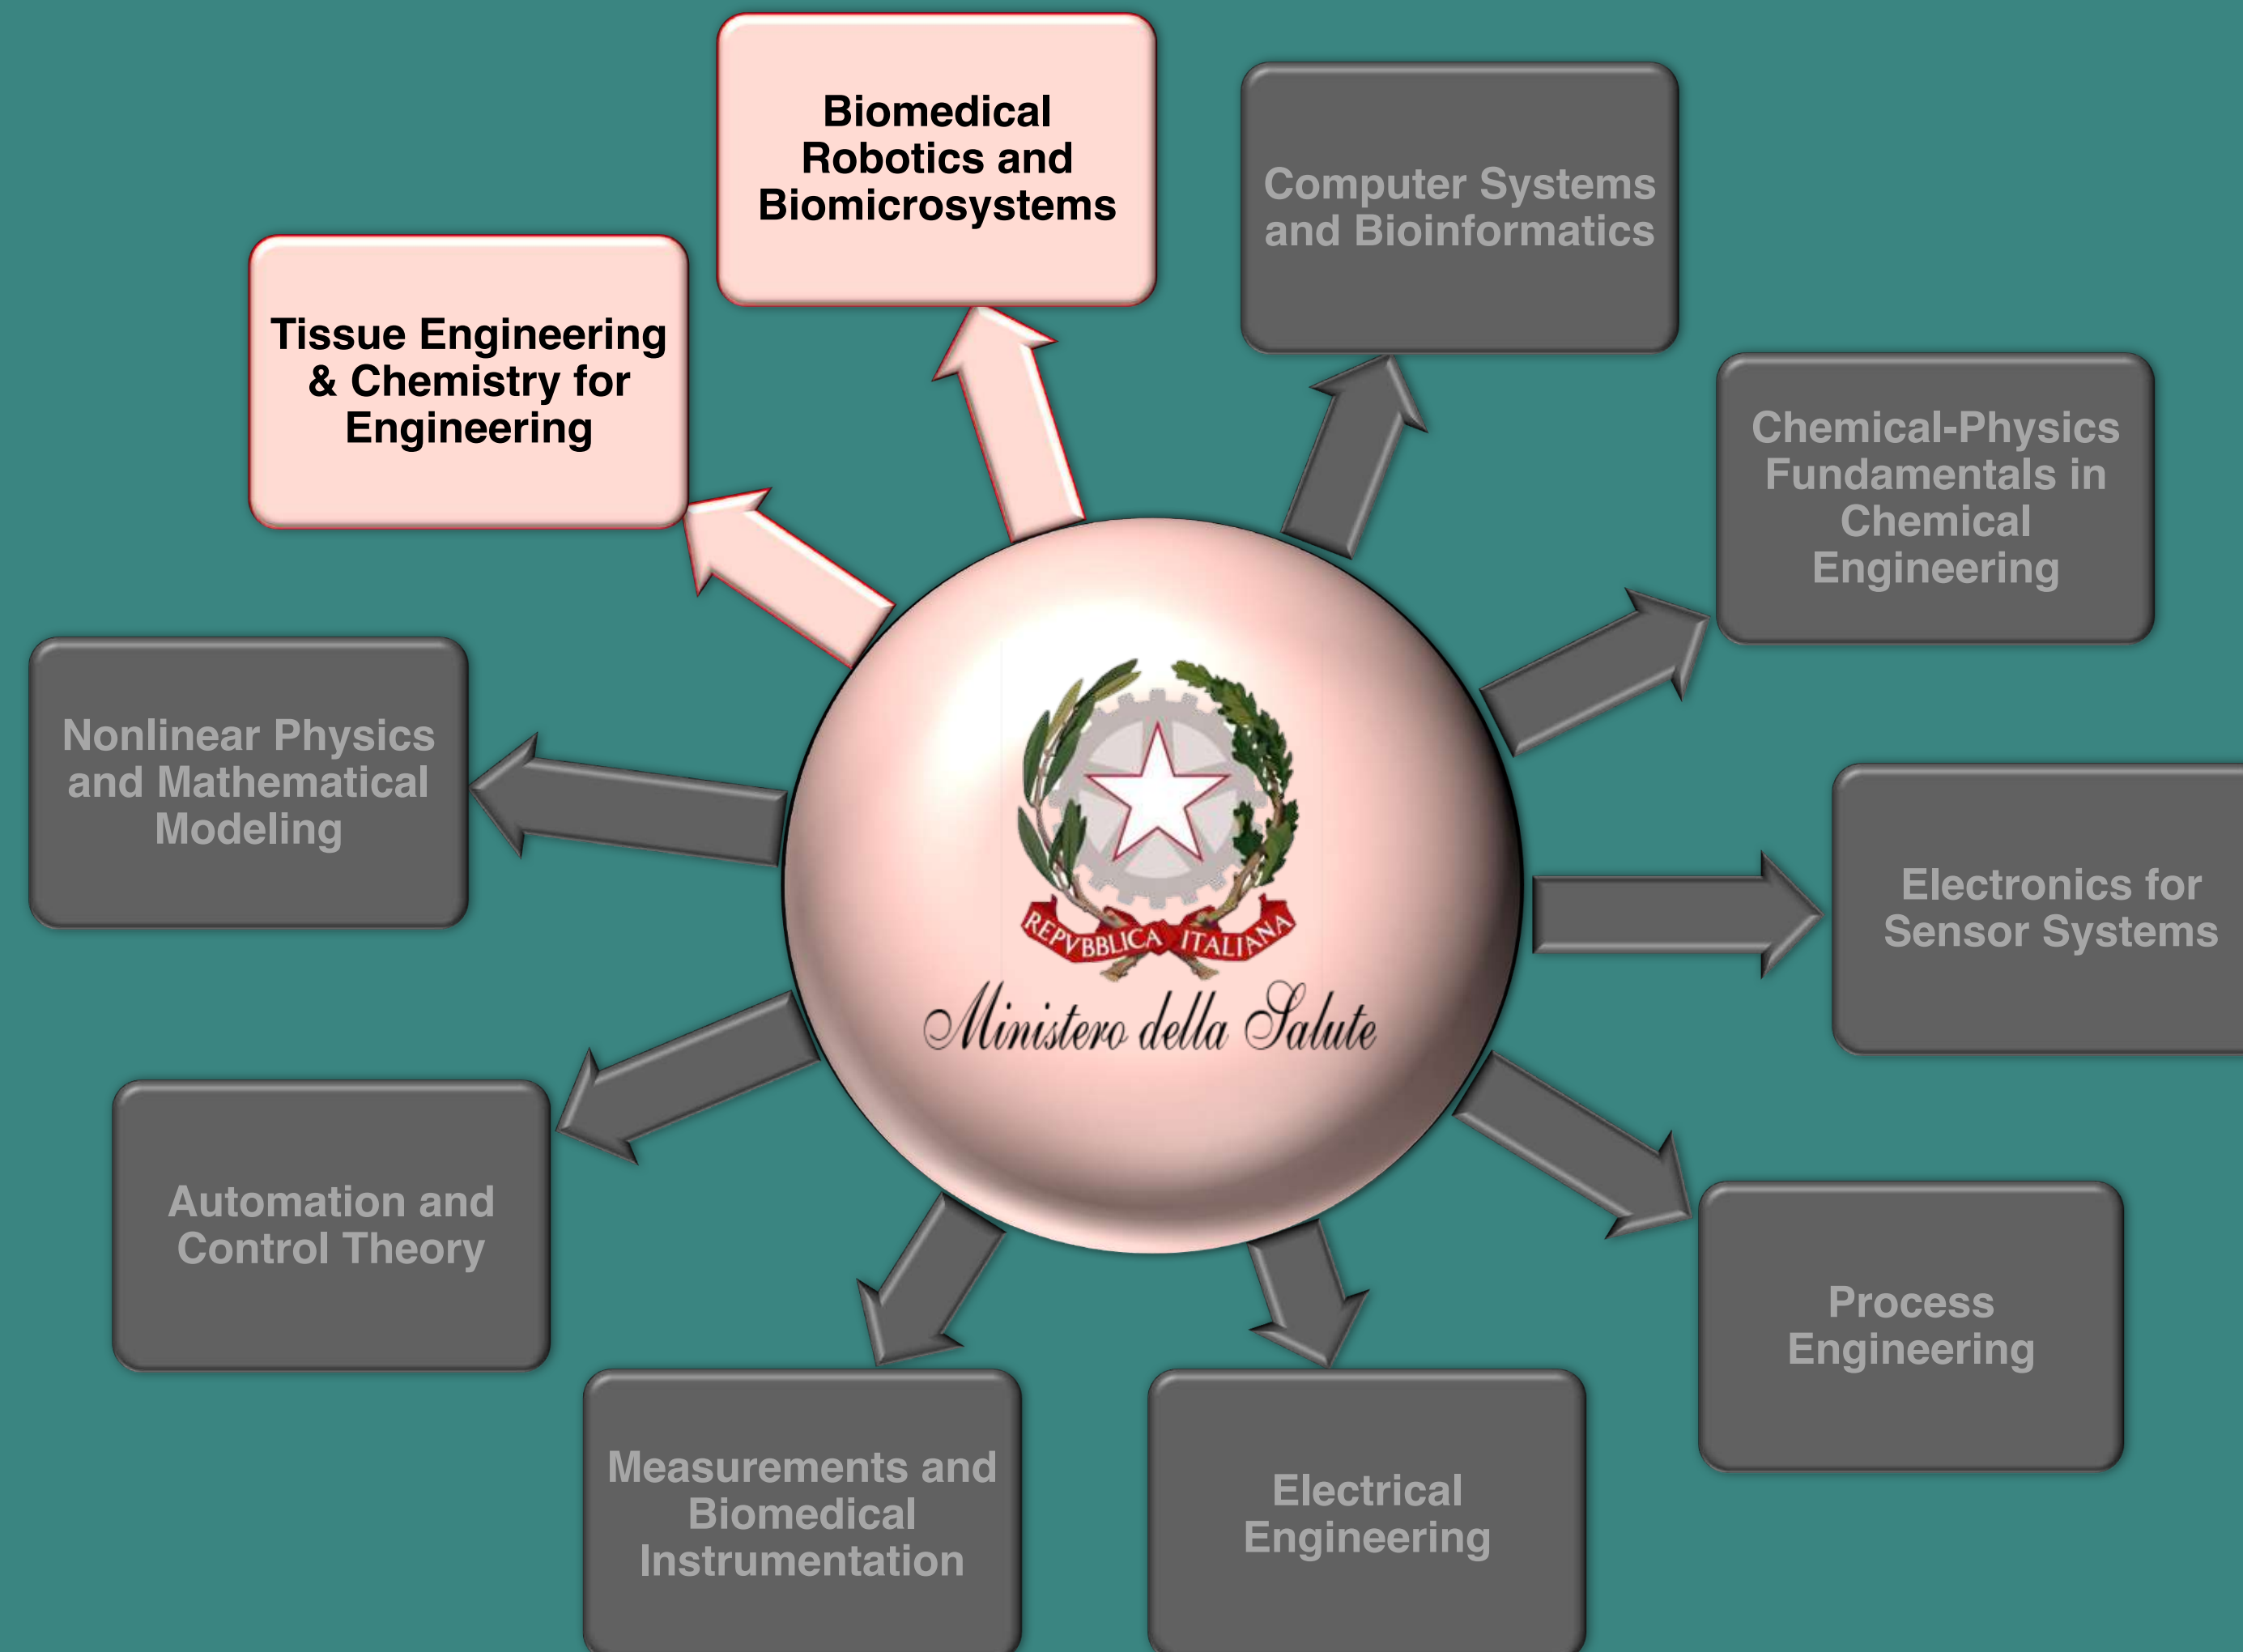 Biomedical
Robotics and
Biomicrosystems
Computer Systems
and Bioinformatics
Tissue Engineering
& Chemistry for
Engineering
Chemical-Physics
Fundamentals in
Chemical
Engineering
Nonlinear Physics
and Mathematical
Modeling
REPVBBLICA ITALIANA
Ministero della Salute
Electronics for
Sensor Systems
Automation and
Control Theory
Process
Engineering
Measurements and
Biomedical
Instrumentation
Electrical
Engineering